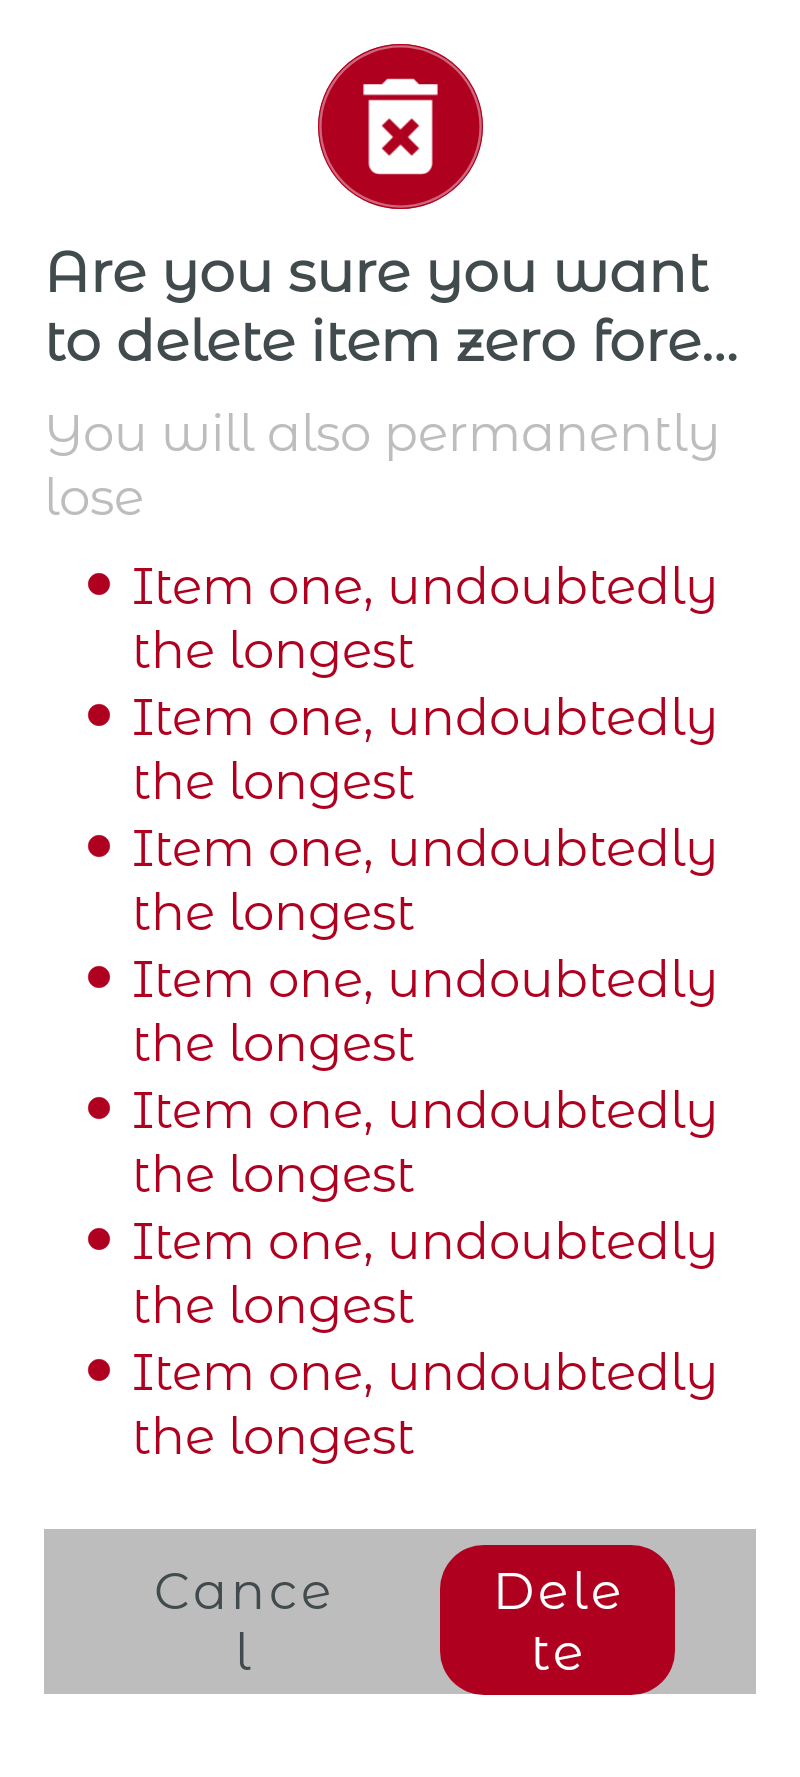 Are you sure you want
to delete item zero fore...
You will also permanently
lose
Item one, undoubtedly
the longest
Item one, undoubtedly
the longest
Item one, undoubtedly
the longest
Item one, undoubtedly
the longest
Item one, undoubtedly
the longest
Item one, undoubtedly
the longest
Item one, undoubtedly
the longest
Cance
l
Dele
te